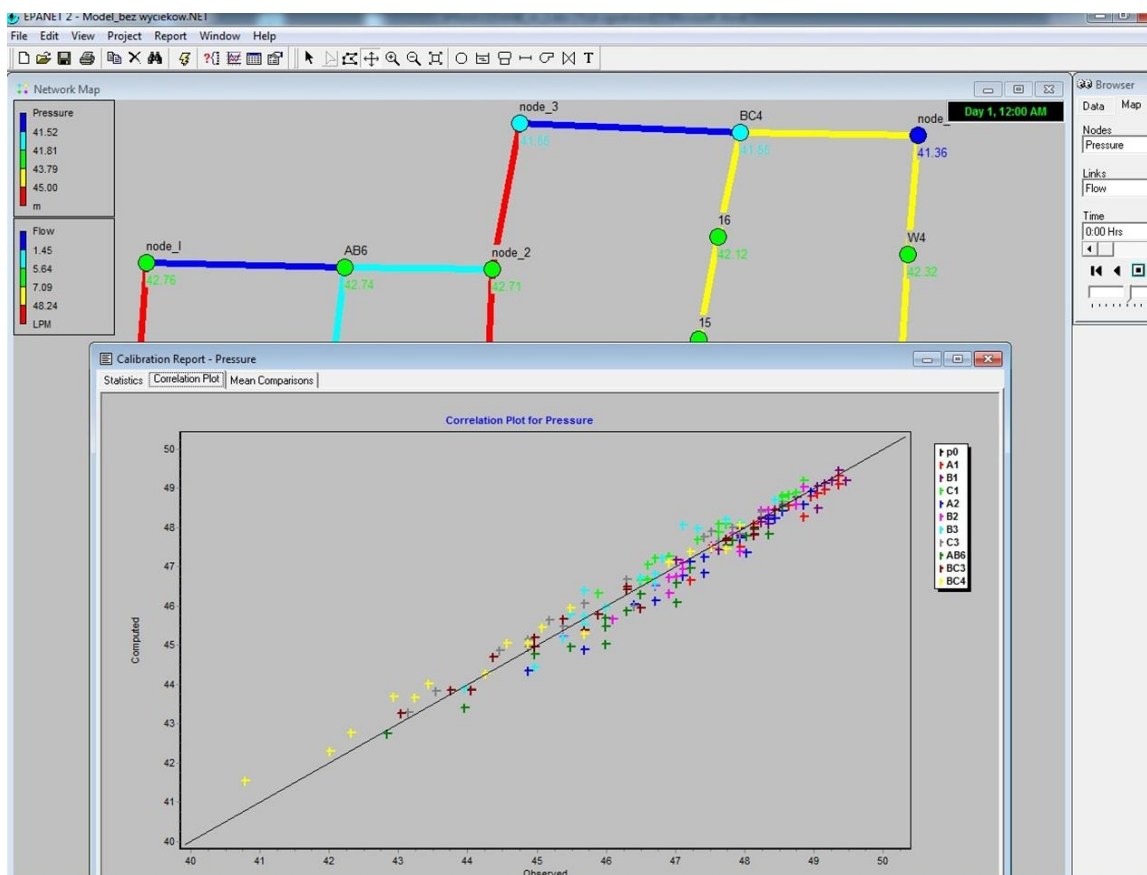 EPANET 2 - Model_bez wyciekow.NET
File Edit View Project Report Window Help
T
Network Map
Day 1, 12:00 AM
Pressure
41.52
41.81
43.79
45.00
m
Flow
1.45
5.64
7.09
48.24
LPM
node_3
41.55
BC4
41.55
node_
41.36
16
42.12
W4
42.32
node_l
42.76
AB6
42.74
node_2
42.71
15
Browser
Data Map
Nodes
Pressure
Links
Flow
Time
0:00 Hrs
Calibration Report - Pressure
Statistics Correlation Plot Mean Comparisons
Correlation Plot for Pressure
50
49
48
47
46
45
44
43
42
41
40
Computed
40 41 42 43 44 45 46 47 48 49 50
Observed
p0
A1
B1
C1
A2
B2
B3
C3
AB6
BC3
BC4